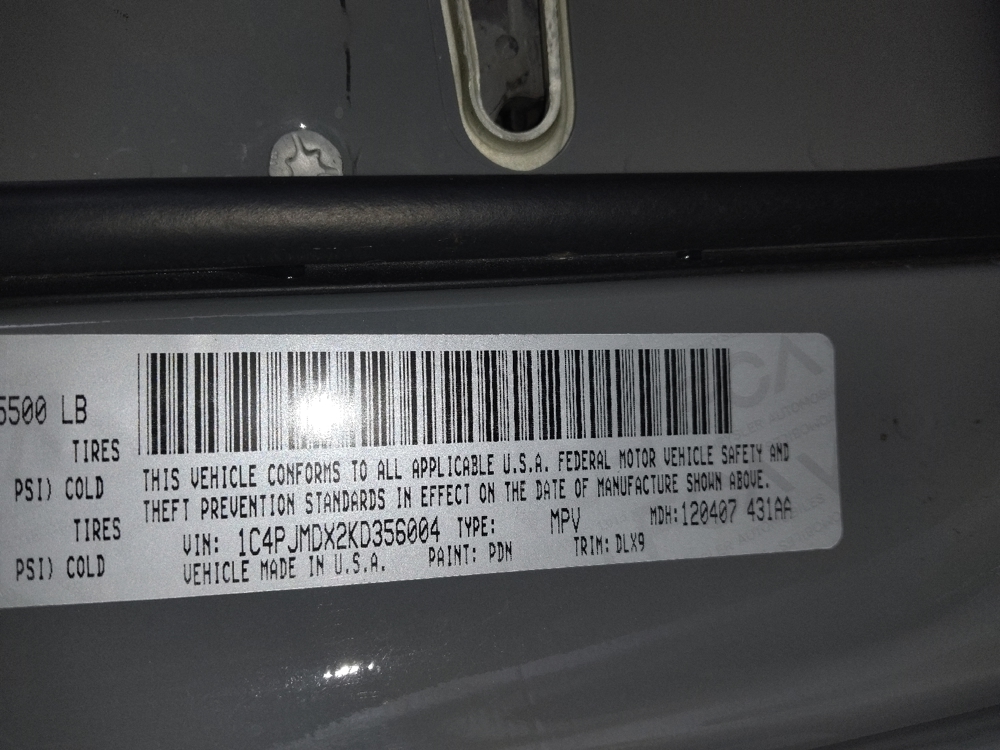 5500 LB
TIRES
PSI) COLD
TIRES
PSI) COLD
THIS VEHICLE CONFORMS TO ALL APPLICABLE U.S.A. FEDERAL MOTOR VEHICLE SAFETY AND
THEFT PREVENTION STANDARDS IN EFFECT ON THE DATE OF MANUFACTURE SHOWN ABOVE.
VIN: 1C4PJMDX2KD356004 TYPE: MPV MDH:120407 431AA
VEHICLE MADE IN U.S.A. PAINT: PDN TRIM: DLX9